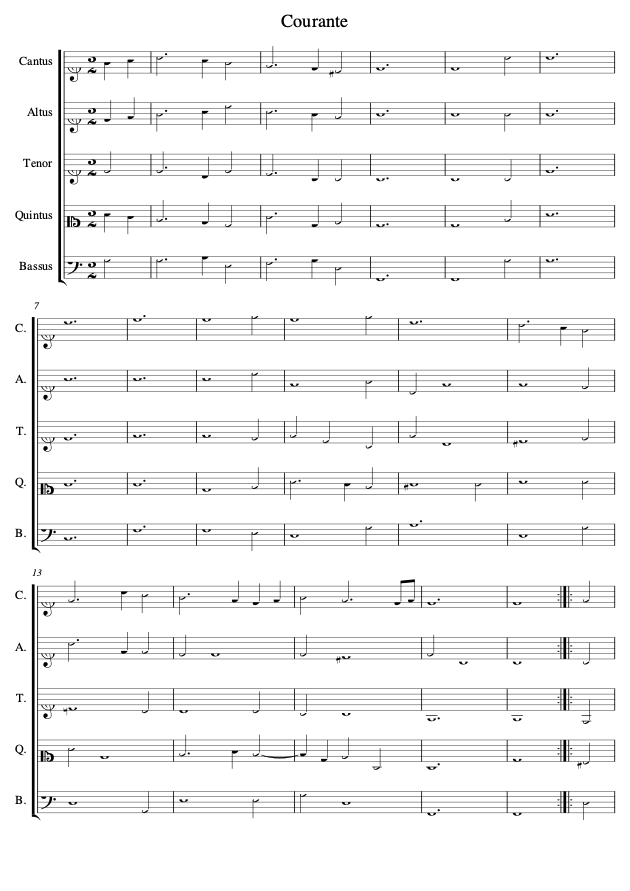 Courante
Cantus
Altus
Tenor
Quintus
Bassus
7
C.
A.
T.
Q.
B.
13
C.
A.
T.
Q.
B.